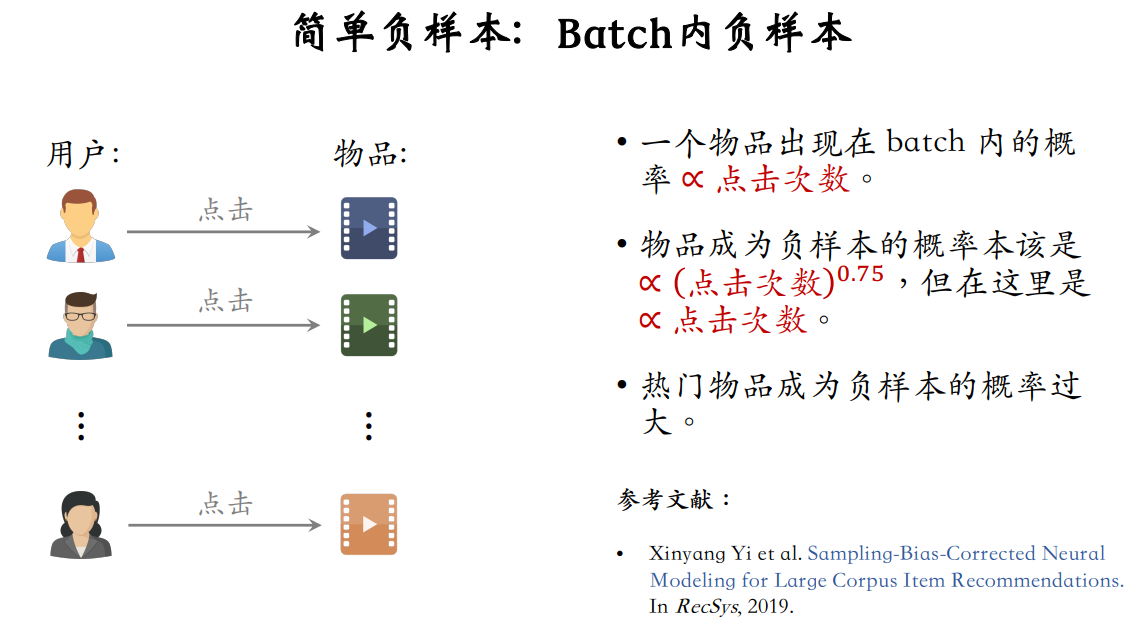 简单负样本：Batch内负样本
用户：
物品：
点击
点击
点击
• 一个物品出现在 batch 内的概
率 ∝ 点击次数。
• 物品成为负样本的概率本该是
∝ (点击次数)^0.75，但在这里是
∝ 点击次数。
• 热门物品成为负样本的概率过
大。
参考文献：
• Xinyang Yi et al. Sampling-Bias-Corrected Neural
Modeling for Large Corpus Item Recommendations.
In RecSys, 2019.